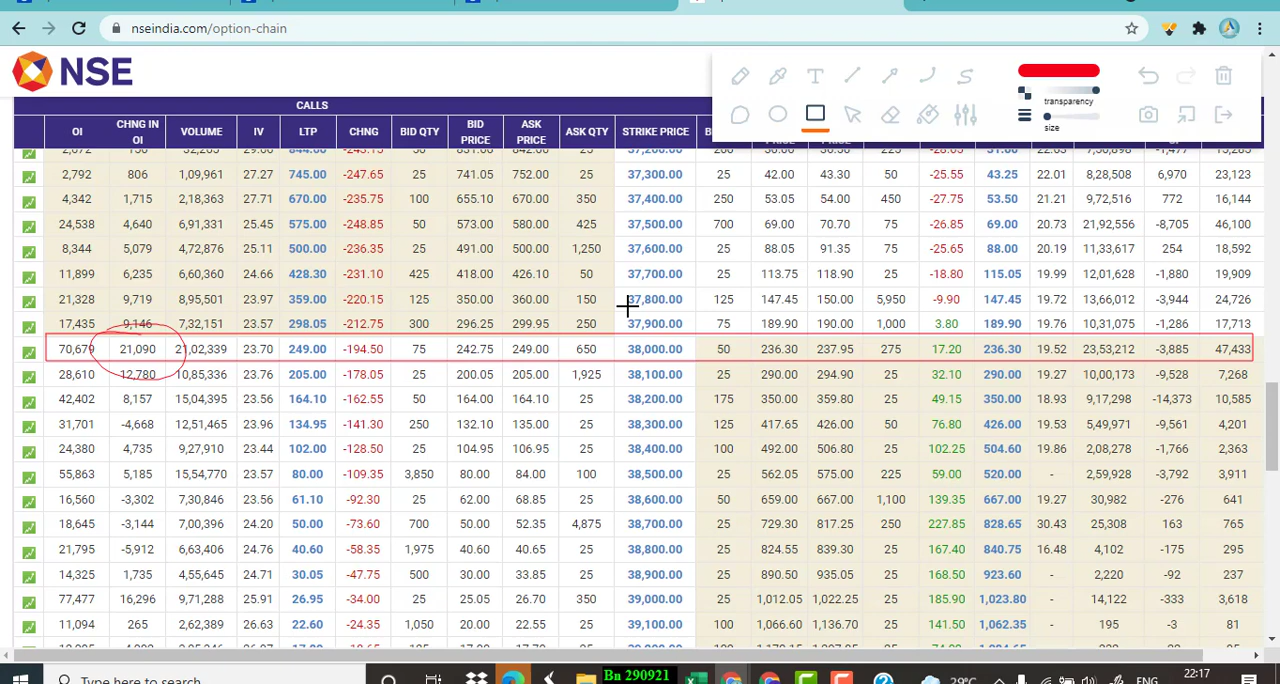 nseindia.com/option-chain
NSE
transparency
size
CALLS
OI CHNG IN OI VOLUME IV LTP CHNG BID QTY BID PRICE ASK PRICE ASK QTY STRIKE PRICE
2,792 806 1,09,961 27.27 745.00 -247.65 25 741.05 752.00 25 37,300.00 25 42.00 43.30 50 -25.55 43.25 22.01 8,28,508 6,970 23,123
4,342 1,715 2,18,363 27.71 670.00 -235.75 100 655.10 670.00 350 37,400.00 250 53.05 54.00 450 -27.75 53.50 21.21 9,72,516 772 16,144
24,538 4,640 6,91,331 25.45 575.00 -248.85 50 573.00 580.00 425 37,500.00 700 69.00 70.70 75 -26.85 69.00 20.73 21,92,556 -8,705 46,100
8,344 5,079 4,72,876 25.11 500.00 -236.35 25 491.00 500.00 1,250 37,600.00 50 88.05 91.35 75 -25.65 88.00 20.19 11,33,617 254 18,592
11,899 6,235 6,60,360 24.66 428.30 -231.10 425 418.00 426.10 50 37,700.00 25 113.75 118.90 25 -18.80 115.05 19.99 12,01,628 -1,880 19,909
21,328 9,719 8,95,501 23.97 359.00 -220.15 125 350.00 360.00 150 37,800.00 125 147.45 150.00 5,950 -9.90 147.45 19.72 13,66,012 -3,944 24,726
17,435 9,146 7,32,151 23.57 298.05 -212.75 300 296.25 299.95 250 37,900.00 75 189.90 190.00 1,000 3.80 189.90 19.76 10,31,075 -1,286 17,713
70,679 21,090 21,02,339 23.70 249.00 -194.50 75 242.75 249.00 650 38,000.00 50 236.30 237.95 275 17.20 236.30 19.52 23,53,212 -3,885 47,433
28,610 12,780 10,85,336 23.76 205.00 -178.05 25 200.05 205.00 1,925 38,100.00 25 290.00 294.90 25 32.10 290.00 19.27 10,00,173 -9,528 7,268
42,402 8,157 15,04,395 23.56 164.10 -162.55 50 164.00 164.10 25 38,200.00 175 350.00 359.80 25 49.15 350.00 18.93 9,17,298 -14,373 10,585
31,701 -4,668 12,51,465 23.96 134.95 -141.30 250 132.10 135.00 25 38,300.00 125 417.65 426.00 50 76.80 426.00 19.53 5,49,971 -9,561 4,201
24,380 4,735 9,27,910 23.44 102.00 -128.50 25 104.95 106.95 25 38,400.00 100 492.00 506.80 25 102.25 504.60 19.86 2,08,278 -1,766 2,363
55,863 5,185 15,54,770 23.57 80.00 -109.35 3,850 80.00 84.00 100 38,500.00 25 562.05 575.00 225 59.00 520.00 - 2,59,928 -3,792 3,911
16,560 -3,302 7,30,846 23.56 61.10 -92.30 25 62.00 68.85 25 38,600.00 50 659.00 667.00 1,100 139.35 667.00 19.27 30,982 -276 641
18,645 -3,144 7,00,396 24.20 50.00 -73.60 700 50.00 52.35 4,875 38,700.00 25 729.30 817.25 250 227.85 828.65 30.43 25,308 163 765
21,795 -5,912 6,63,406 24.76 40.60 -58.35 1,975 40.60 40.65 25 38,800.00 25 824.55 839.30 25 167.40 840.75 16.48 4,102 -175 295
14,325 1,735 4,55,645 24.71 30.05 -47.75 500 30.00 33.85 25 38,900.00 25 890.50 935.05 25 168.50 923.60 - 2,220 -92 237
77,477 16,296 9,71,288 25.91 26.95 -34.00 25 25.05 26.70 350 39,000.00 25 1,012.05 1,022.25 25 185.90 1,023.80 - 14,122 -333 3,618
11,094 265 2,62,389 26.63 22.60 -24.35 1,050 20.00 22.55 25 39,100.00 100 1,066.60 1,136.70 25 141.50 1,062.35 - 195 -3 81
Type here to search
Bn 290921
29°C
ENG
22:17